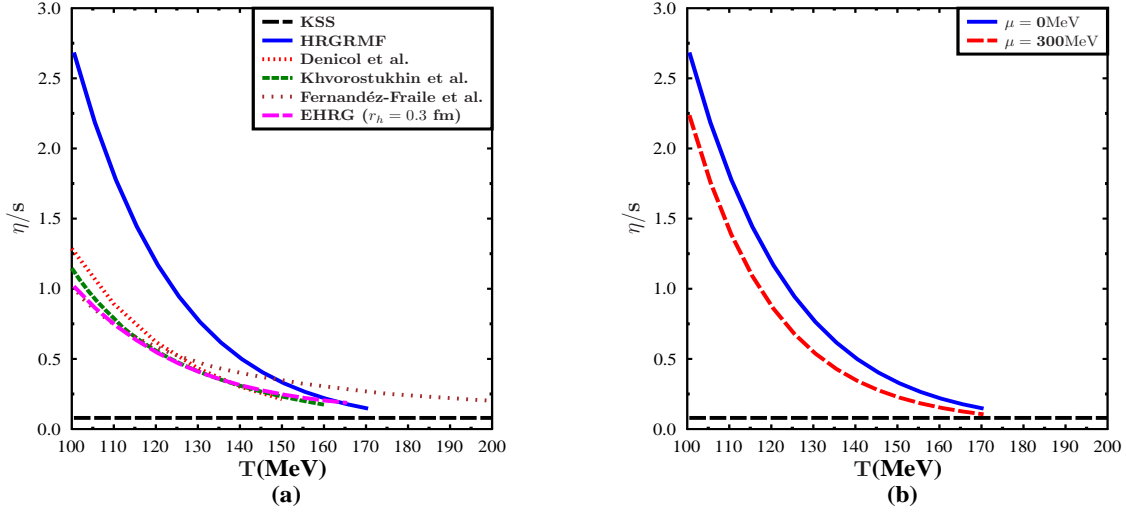 3.0
2.5
2.0
1.5
1.0
0.5
0.0
η/s
KSS
HRGRMF
Denicol et al.
Khvorostukhin et al.
Fernandéz-Fraile et al.
EHRG (r_h = 0.3 fm)
100 110 120 130 140 150 160 170 180 190 200
T(MeV)
(a)
3.0
2.5
2.0
1.5
1.0
0.5
0.0
η/s
μ = 0MeV
μ = 300MeV
100 110 120 130 140 150 160 170 180 190 200
T(MeV)
(b)